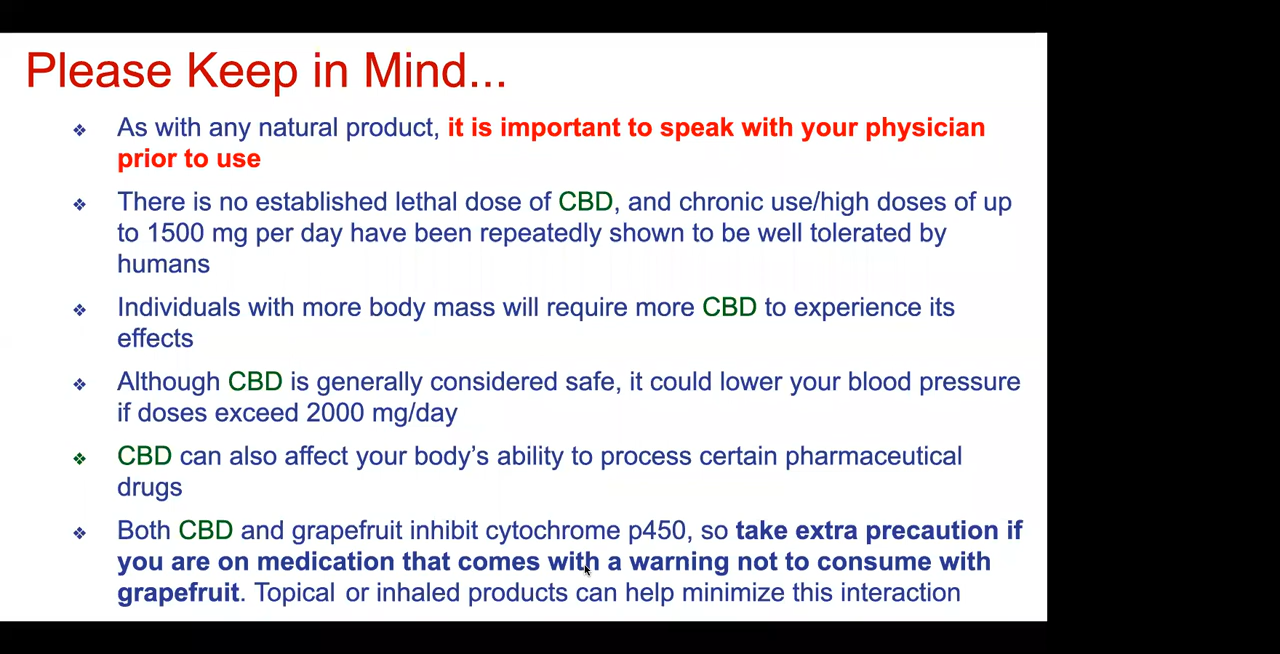 Please Keep in Mind...
❖ As with any natural product, it is important to speak with your physician
prior to use
❖ There is no established lethal dose of CBD, and chronic use/high doses of up
to 1500 mg per day have been repeatedly shown to be well tolerated by
humans
❖ Individuals with more body mass will require more CBD to experience its
effects
❖ Although CBD is generally considered safe, it could lower your blood pressure
if doses exceed 2000 mg/day
❖ CBD can also affect your body's ability to process certain pharmaceutical
drugs
❖ Both CBD and grapefruit inhibit cytochrome p450, so take extra precaution if
you are on medication that comes with a warning not to consume with
grapefruit. Topical or inhaled products can help minimize this interaction